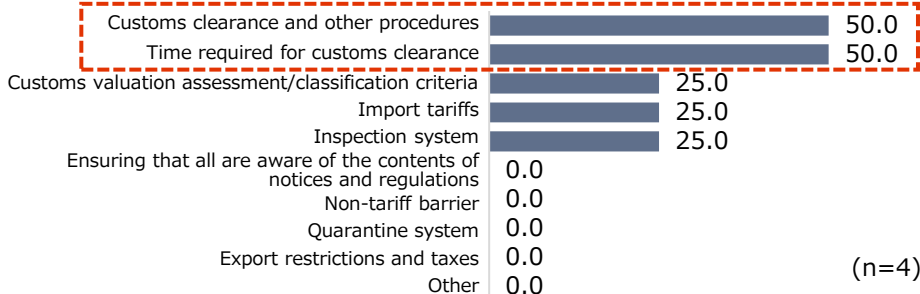 Customs clearance and other procedures 50.0
Time required for customs clearance 50.0
Customs valuation assessment/classification criteria 25.0
Import tariffs 25.0
Inspection system 25.0
Ensuring that all are aware of the contents of
notices and regulations 0.0
Non-tariff barrier 0.0
Quarantine system 0.0
Export restrictions and taxes 0.0
Other 0.0
(n=4)